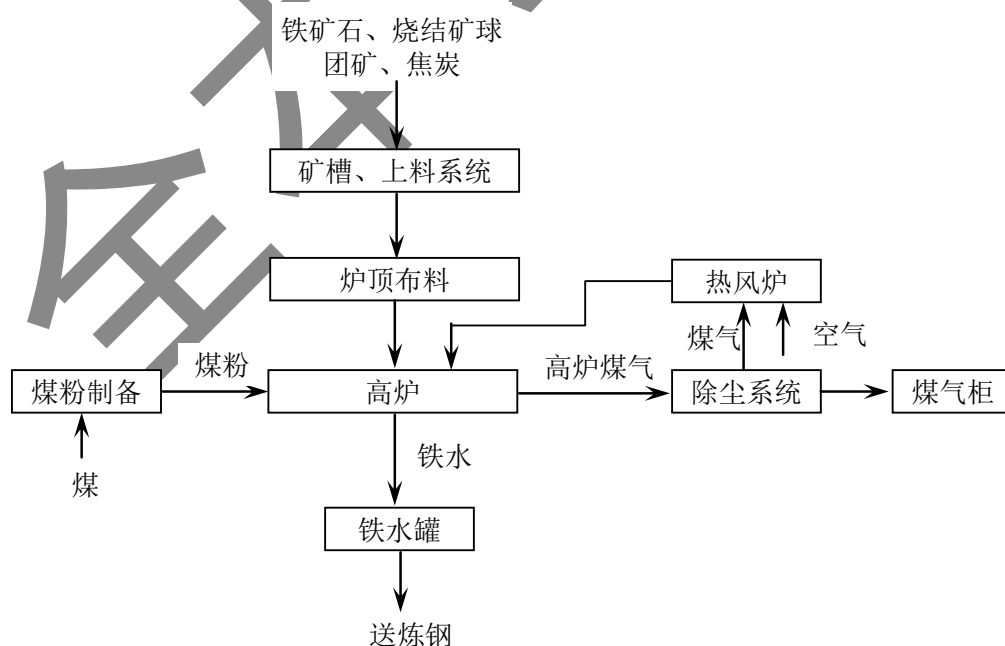 铁矿石、烧结矿球
团矿、焦炭
矿槽、上料系统
炉顶布料
热风炉
煤气
空气
煤粉
高炉煤气
煤粉制备
高炉
除尘系统
煤气柜
铁水
煤
铁水罐
送炼钢